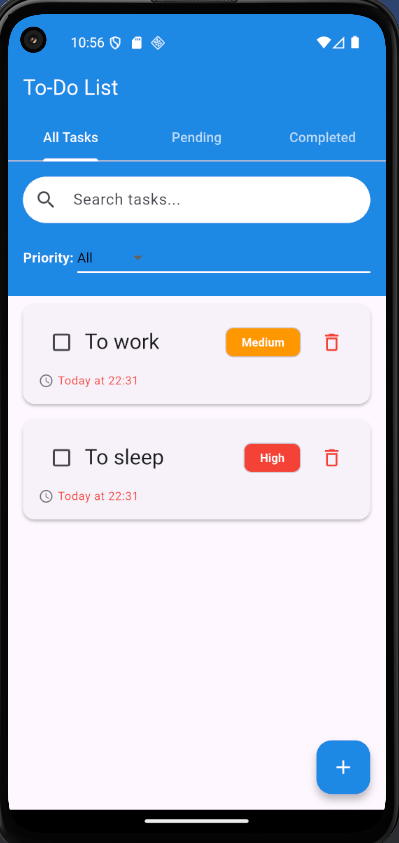 10:56
To-Do List
All Tasks Pending Completed
Search tasks...
Priority: All
To work Medium
Today at 22:31
To sleep High
Today at 22:31
+